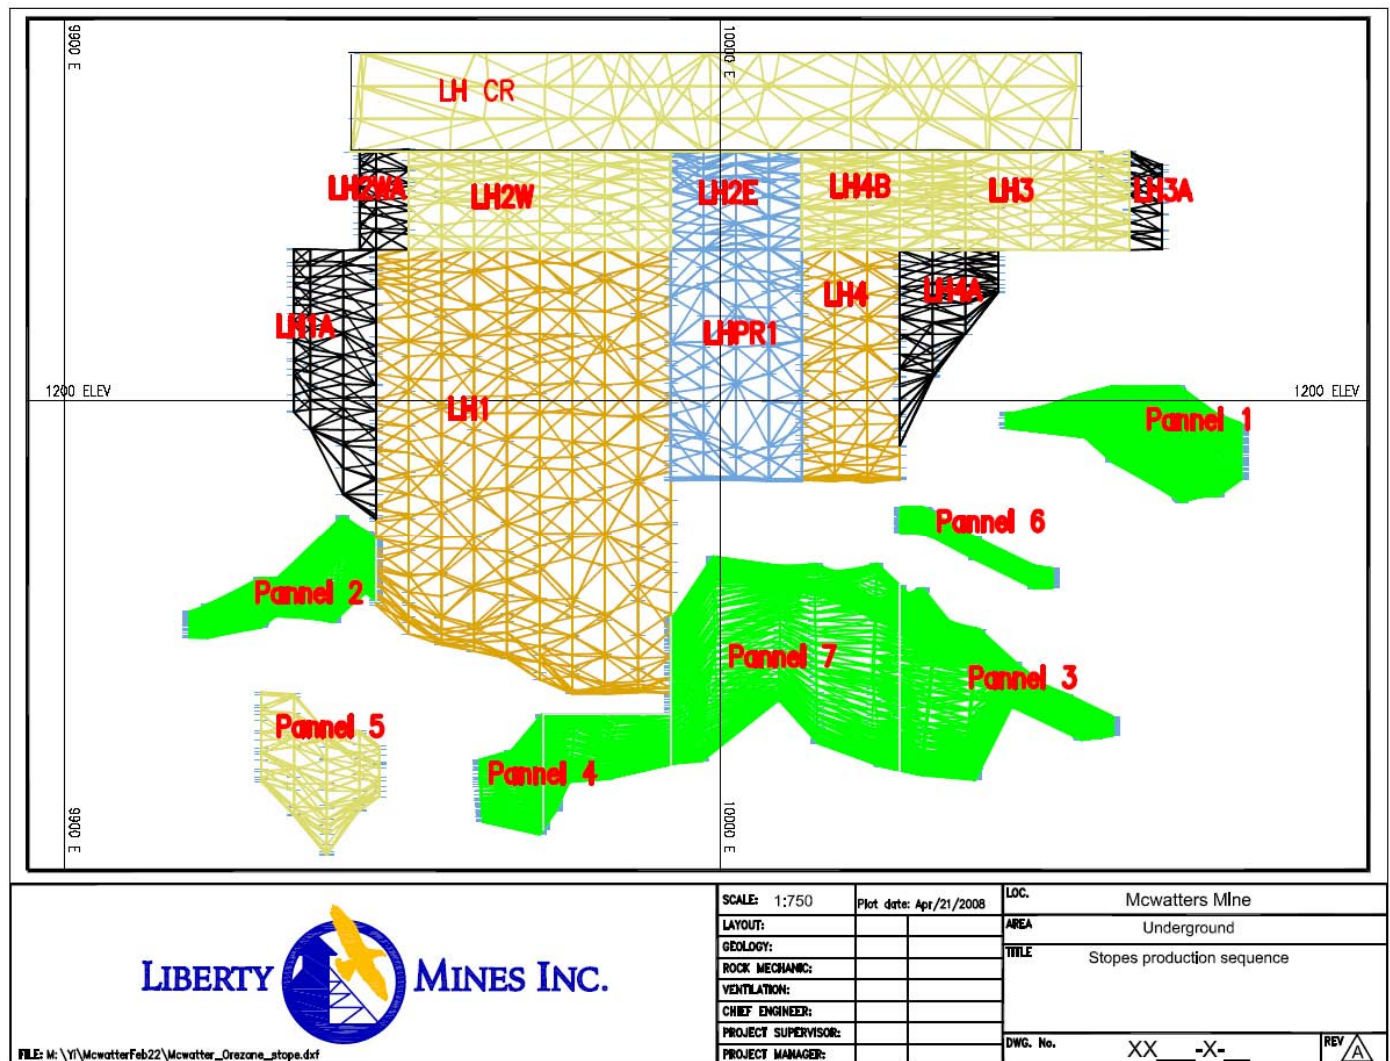 9900 E
10000 E
LH CR
LH2WA
LH2W
LH2E
LH4B
LH3
LH3A
LH1A
LH4
LH4A
LHPR1
1200 ELEV
1200 ELEV
LH1
Pannel 1
Pannel 6
Pannel 2
Pannel 7
Pannel 3
Pannel 5
Pannel 4
9900 E
10000 E
LIBERTY MINES INC.
FILE: M: \YI\McwatterFeb22\Mcwatter_Orezone_stope.dxf
SCALE: 1:750
Plot date: Apr/21/2008
LAYOUT:
GEOLOGY:
ROCK MECHANIC:
VENTILATION:
CHIEF ENGINEER:
PROJECT SUPERVISOR:
PROJECT MANAGER:
LOC. Mcwatters Mine
AREA Underground
TITLE Stopes production sequence
DWG. No. XX___-X-___
REV A